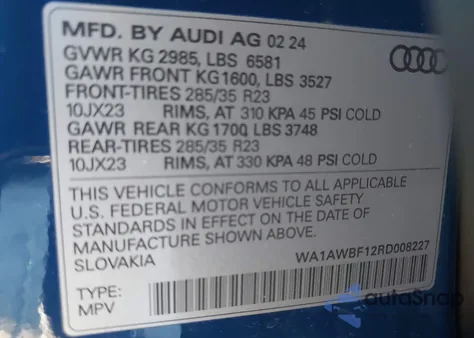 MFD. BY AUDI AG 02 24
GVWR KG 2985, LBS 6581
GAWR FRONT KG1600, LBS 3527
FRONT-TIRES 285/35 R23
10JX23 RIMS, AT 310 KPA 45 PSI COLD
GAWR REAR KG 1700, LBS 3748
REAR-TIRES 285/35 R23
10JX23 RIMS, AT 330 KPA 48 PSI COLD
THIS VEHICLE CONFORMS TO ALL APPLICABLE
U.S. FEDERAL MOTOR VEHICLE SAFETY
STANDARDS IN EFFECT ON THE DATE OF
MANUFACTURE SHOWN ABOVE.
SLOVAKIA
WA1AWBF12RD008227
TYPE:
MPV
autoSnap